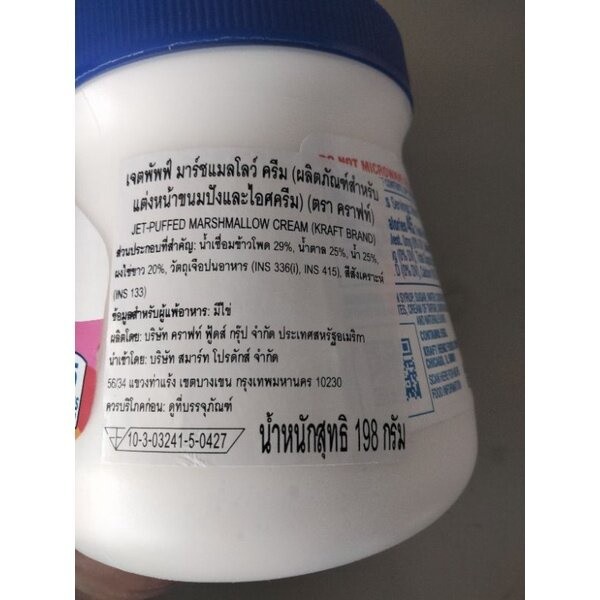 เจตพัพฟ์ มาร์ชแมลโลว์ ครีม (ผลิตภัณฑ์สำหรับ
แต่งหน้าขนมปังและไอศครีม) (ตรา คราฟท์)
JET-PUFFED MARSHMALLOW CREAM (KRAFT BRAND)
ส่วนประกอบที่สำคัญ: น้ำเชื่อมข้าวโพด 29%, น้ำตาล 25%, น้ำ 25%,
ผงไข่ขาว 20%, วัตถุเจือปนอาหาร (INS 336(i), INS 415), สีสังเคราะห์
(INS 133)
ข้อมูลสำหรับผู้แพ้อาหาร: มีไข่
ผลิตโดย: บริษัท คราฟท์ ฟู้ดส์ กรุ๊ป จำกัด ประเทศสหรัฐอเมริกา
นำเข้าโดย: บริษัท สมาร์ท โปรดักส์ จำกัด
56/34 แขวงท่าแร้ง เขตบางเขน กรุงเทพมหานคร 10230
ควรบริโภคก่อน: ดูที่บรรจุภัณฑ์
10-3-03241-5-0427
น้ำหนักสุทธิ 198 กรัม
NOT MICROWAVE
SYRUP, SUGAR, WATER
CREAM OF TARTAR
CHICAGO, IL
FOOD INFORMATION